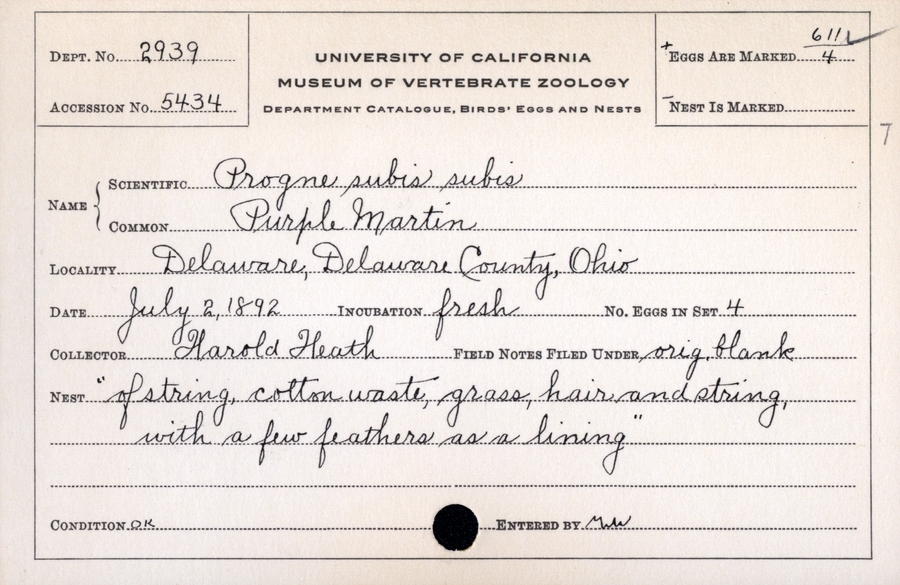 DEPT. NO. 2939
ACCESSION NO. 5434
UNIVERSITY OF CALIFORNIA
MUSEUM OF VERTEBRATE ZOOLOGY
DEPARTMENT CATALOGUE, BIRDS' EGGS AND NESTS
+ EGGS ARE MARKED 611/4
- NEST IS MARKED
7
NAME
SCIENTIFIC Progne subis subis
COMMON Purple Martin
LOCALITY Delaware, Delaware County, Ohio
DATE July 2, 1892 INCUBATION fresh NO. EGGS IN SET 4
COLLECTOR Harold Heath FIELD NOTES FILED UNDER orig. blank
NEST "of string, cotton waste, grass, hair and string,
with a few feathers as a lining"
CONDITION OK ENTERED BY